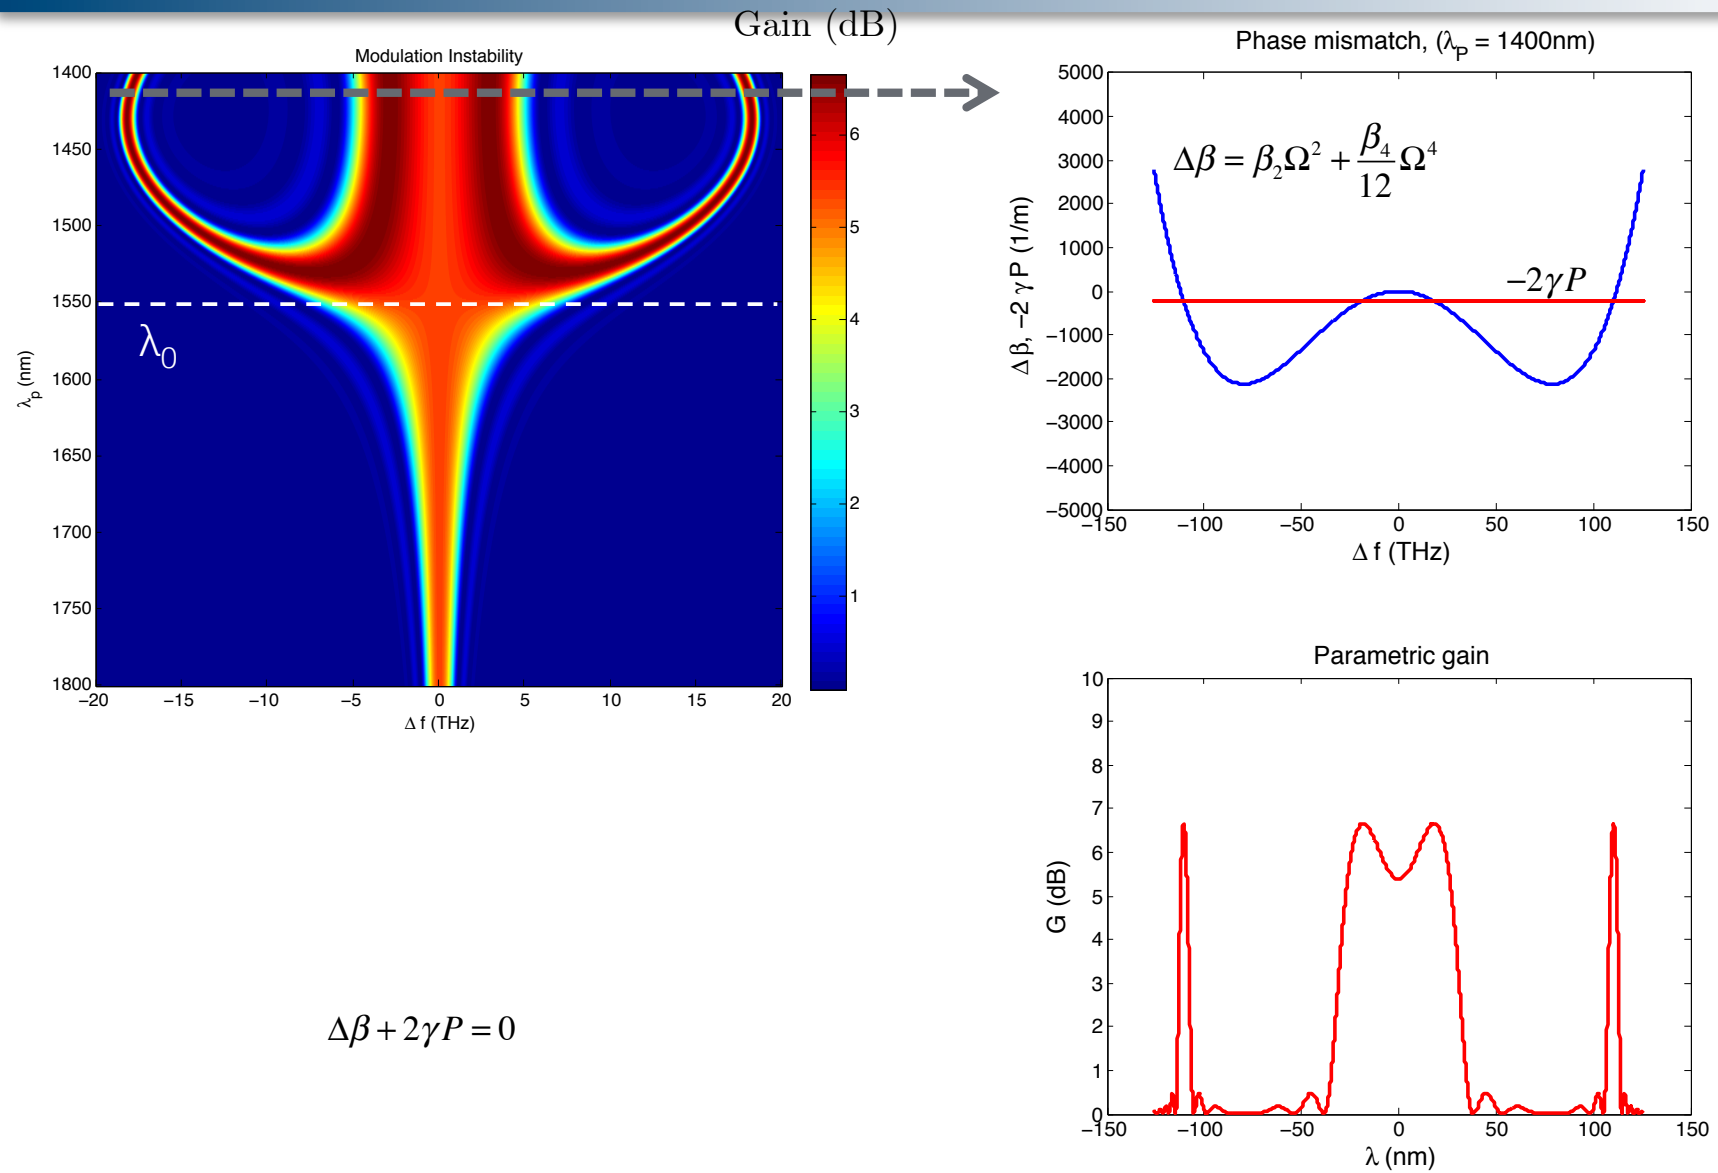 Gain (dB)
Modulation Instability
1400
1450
1500
1550
1600
1650
1700
1750
1800
λp (nm)
λ0
−20 −15 −10 −5 0 5 10 15 20
Δ f (THz)
6
5
4
3
2
1
Phase mismatch, (λP = 1400nm)
5000
4000
3000
2000
1000
0
−1000
−2000
−3000
−4000
−5000
Δβ, −2 γ P (1/m)
Δβ = β₂Ω² + β₄/12 Ω⁴
−2γP
−150 −100 −50 0 50 100 150
Δ f (THz)
Parametric gain
10
9
8
7
6
5
4
3
2
1
0
G (dB)
−150 −100 −50 0 50 100 150
λ (nm)
Δβ + 2γP = 0